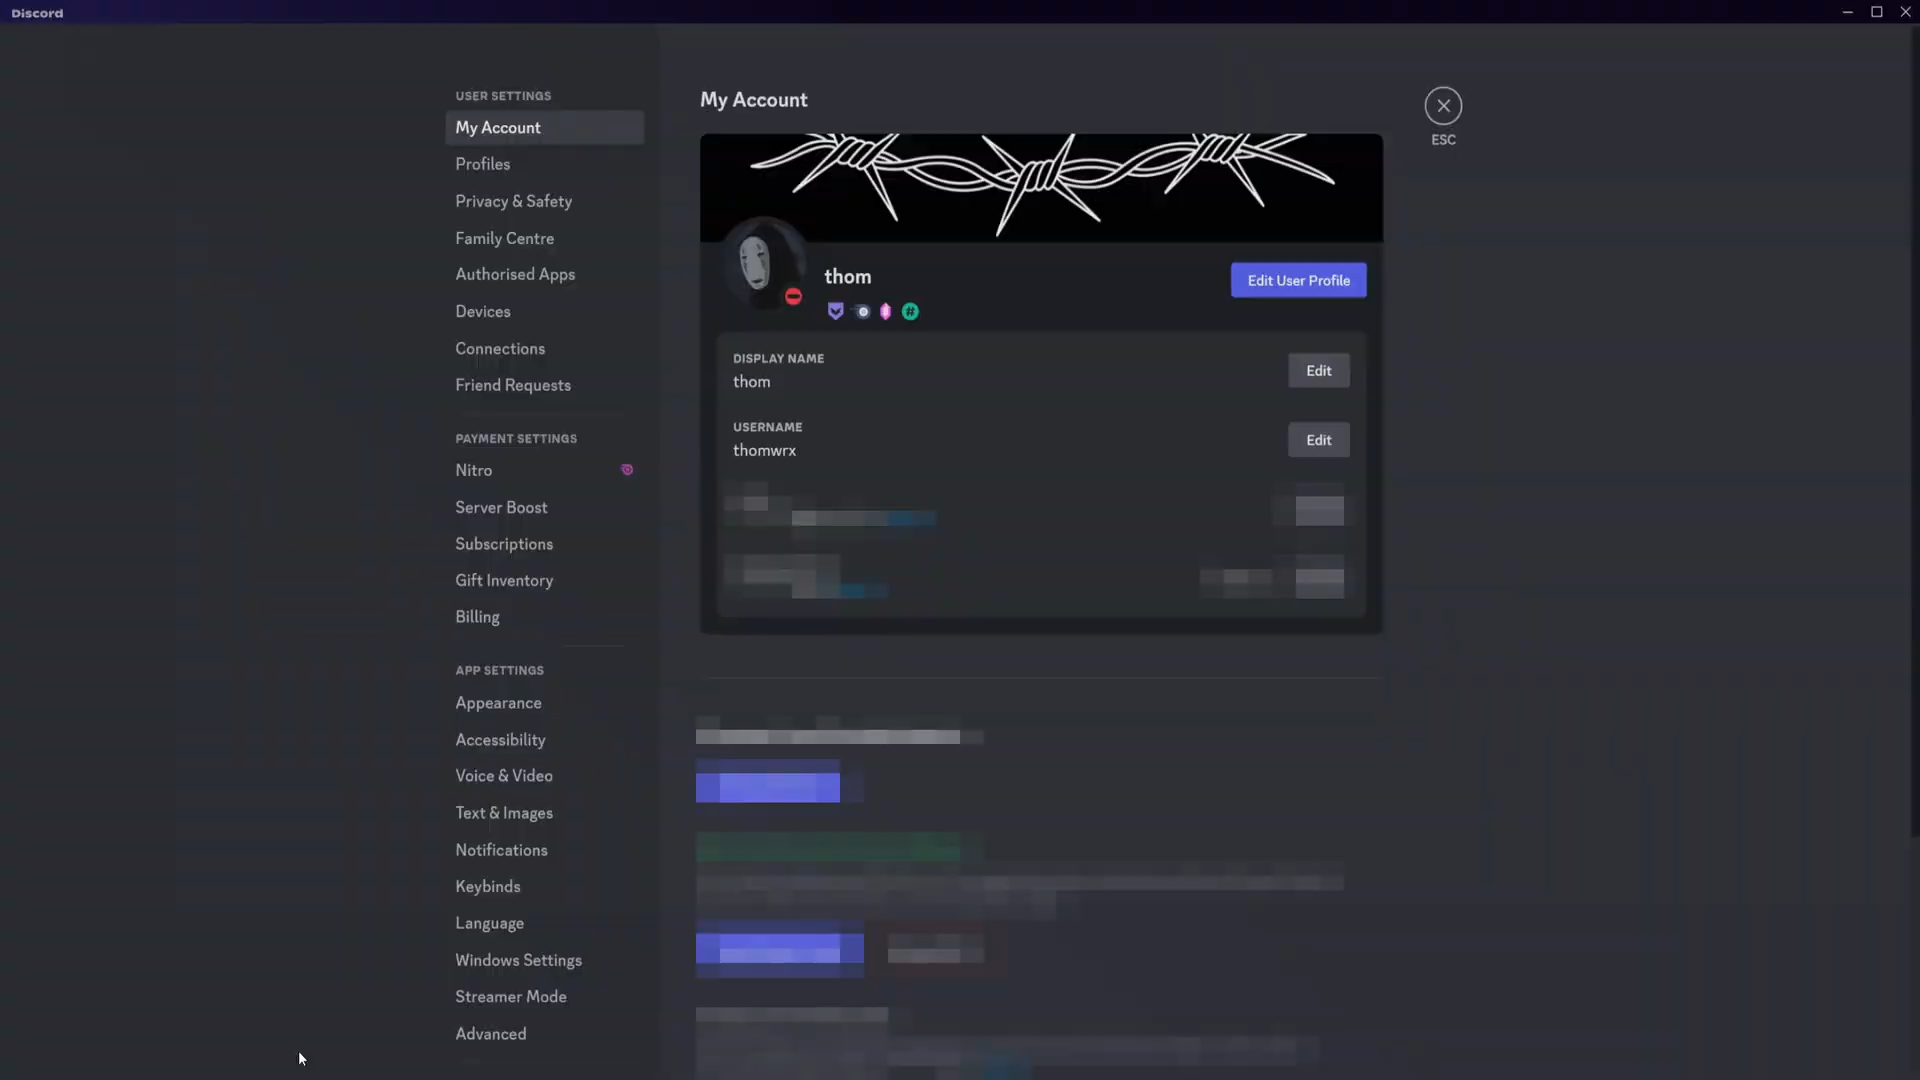 Discord
USER SETTINGS
My Account
Profiles
Privacy & Safety
Family Centre
Authorised Apps
Devices
Connections
Friend Requests
PAYMENT SETTINGS
Nitro
Server Boost
Subscriptions
Gift Inventory
Billing
APP SETTINGS
Appearance
Accessibility
Voice & Video
Text & Images
Notifications
Keybinds
Language
Windows Settings
Streamer Mode
Advanced
My Account
ESC
thom
Edit User Profile
#
DISPLAY NAME
thom
Edit
USERNAME
thomwrx
Edit